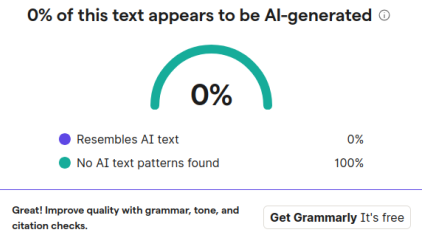 0% of this text appears to be AI-generated
0%
Resembles AI text 0%
No AI text patterns found 100%
Great! Improve quality with grammar, tone, and
citation checks.
Get Grammarly It's free